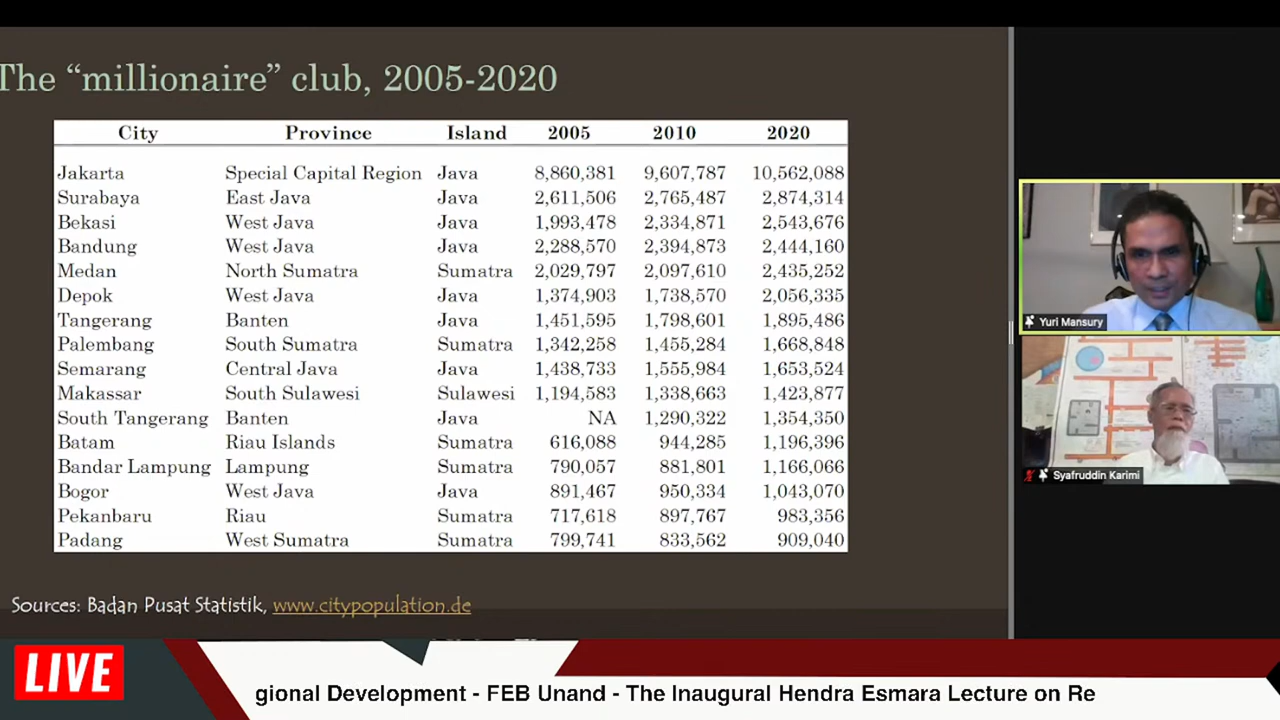 The “millionaire” club, 2005-2020
City Province Island 2005 2010 2020
Jakarta Special Capital Region Java 8,860,381 9,607,787 10,562,088
Surabaya East Java Java 2,611,506 2,765,487 2,874,314
Bekasi West Java Java 1,993,478 2,334,871 2,543,676
Bandung West Java Java 2,288,570 2,394,873 2,444,160
Medan North Sumatra Sumatra 2,029,797 2,097,610 2,435,252
Depok West Java Java 1,374,903 1,738,570 2,056,335
Tangerang Banten Java 1,451,595 1,798,601 1,895,486
Palembang South Sumatra Sumatra 1,342,258 1,455,284 1,668,848
Semarang Central Java Java 1,438,733 1,555,984 1,653,524
Makassar South Sulawesi Sulawesi 1,194,583 1,338,663 1,423,877
South Tangerang Banten Java NA 1,290,322 1,354,350
Batam Riau Islands Sumatra 616,088 944,285 1,196,396
Bandar Lampung Lampung Sumatra 790,057 881,801 1,166,066
Bogor West Java Java 891,467 950,334 1,043,070
Pekanbaru Riau Sumatra 717,618 897,767 983,356
Padang West Sumatra Sumatra 799,741 833,562 909,040
Sources: Badan Pusat Statistik, www.citypopulation.de
Yuri Mansury
Syafruddin Karimi
LIVE
gional Development - FEB Unand - The Inaugural Hendra Esmara Lecture on Re